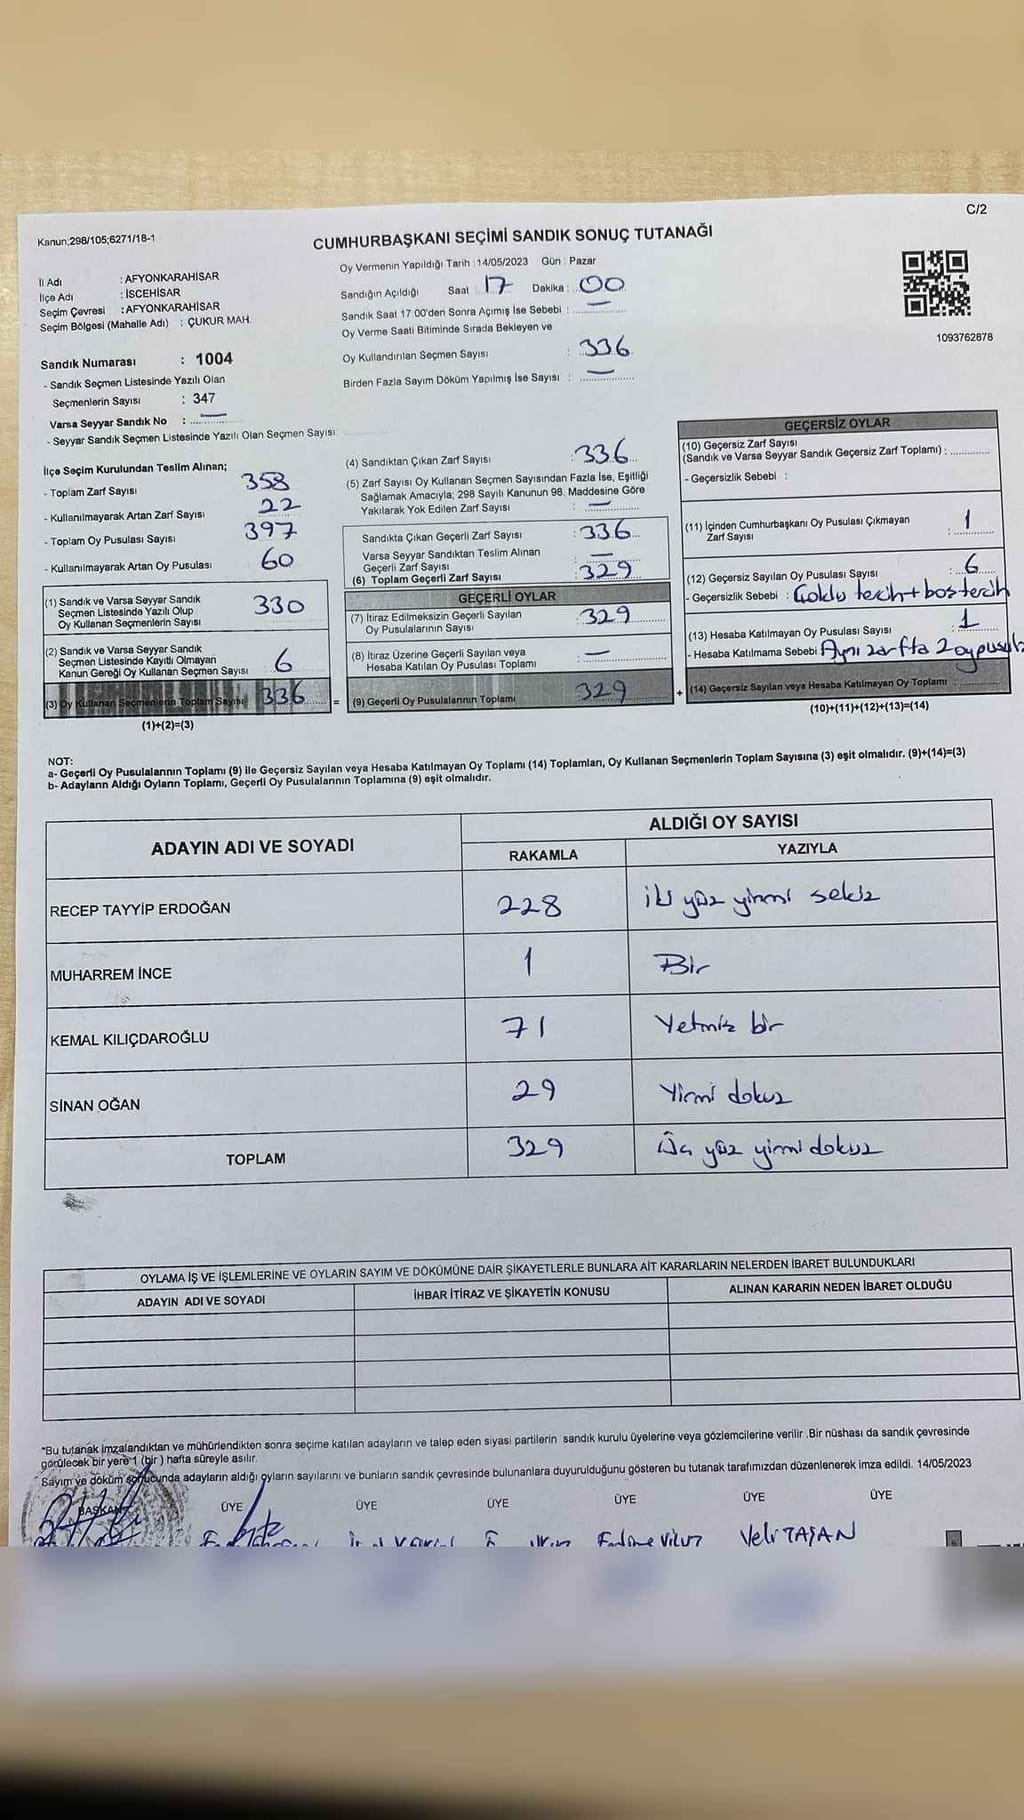 C/2
Kanun;298/105;6271/18-1
CUMHURBAŞKANI SEÇİMİ SANDIK SONUÇ TUTANAĞI
İl Adı : AFYONKARAHİSAR
İlçe Adı : İSCEHİSAR
Seçim Çevresi : AFYONKARAHİSAR
Seçim Bölgesi (Mahalle Adı) : ÇUKUR MAH.
Oy Vermenin Yapıldığı Tarih : 14/05/2023 Gün : Pazar
Sandığın Açıldığı Saat : 17 Dakika : 00
Sandık Saat 17:00'den Sonra Açımış İse Sebebi : —
Oy Verme Saati Bitiminde Sırada Bekleyen ve
Oy Kullandırılan Seçmen Sayısı : 336
Birden Fazla Sayım Döküm Yapılmış İse Sayısı : —
1093762878
Sandık Numarası : 1004
- Sandık Seçmen Listesinde Yazılı Olan
Seçmenlerin Sayısı : 347
Varsa Seyyar Sandık No : —
- Seyyar Sandık Seçmen Listesinde Yazılı Olan Seçmen Sayısı:
İlçe Seçim Kurulundan Teslim Alınan;
- Toplam Zarf Sayısı 358
- Kullanılmayarak Artan Zarf Sayısı 22
- Toplam Oy Pusulası Sayısı 397
- Kullanılmayarak Artan Oy Pusulası 60
(1) Sandık ve Varsa Seyyar Sandık
Seçmen Listesinde Yazılı Olup
Oy Kullanan Seçmenlerin Sayısı 330
(2) Sandık ve Varsa Seyyar Sandık
Seçmen Listesinde Kayıtlı Olmayan
Kanun Gereği Oy Kullanan Seçmen Sayısı 6
(3) Oy Kullanan Seçmenlerin Toplam Sayısı 336 =
(1)+(2)=(3)
(4) Sandıktan Çıkan Zarf Sayısı : 336
(5) Zarf Sayısı Oy Kullanan Seçmen Sayısından Fazla İse, Eşitliği
Sağlamak Amacıyla; 298 Sayılı Kanunun 98. Maddesine Göre
Yakılarak Yok Edilen Zarf Sayısı : —
Sandıkta Çıkan Geçerli Zarf Sayısı : 336
Varsa Seyyar Sandıktan Teslim Alınan
Geçerli Zarf Sayısı : —
(6) Toplam Geçerli Zarf Sayısı : 329
GEÇERLİ OYLAR
(7) İtiraz Edilmeksizin Geçerli Sayılan
Oy Pusulalarının Sayısı : 329
(8) İtiraz Üzerine Geçerli Sayılan veya
Hesaba Katılan Oy Pusulası Toplamı : —
(9) Geçerli Oy Pusulalarının Toplamı 329 +
GEÇERSİZ OYLAR
(10) Geçersiz Zarf Sayısı
(Sandık ve Varsa Seyyar Sandık Geçersiz Zarf Toplamı) :
- Geçersizlik Sebebi :
(11) İçinden Cumhurbaşkanı Oy Pusulası Çıkmayan
Zarf Sayısı : 1
(12) Geçersiz Sayılan Oy Pusulası Sayısı : 6
- Geçersizlik Sebebi : Çoklu tercih + bos tercih
(13) Hesaba Katılmayan Oy Pusulası Sayısı : 1
- Hesaba Katılmama Sebebi Aynı zarfta 2 oypusula
(14) Geçersiz Sayılan veya Hesaba Katılmayan Oy Toplamı
(10)+(11)+(12)+(13)=(14)
NOT:
a- Geçerli Oy Pusulalarının Toplamı (9) ile Geçersiz Sayılan veya Hesaba Katılmayan Oy Toplamı (14) Toplamları, Oy Kullanan Seçmenlerin Toplam Sayısına (3) eşit olmalıdır. (9)+(14)=(3)
b- Adayların Aldığı Oyların Toplamı, Geçerli Oy Pusulalarının Toplamına (9) eşit olmalıdır.
ADAYIN ADI VE SOYADI
ALDIĞI OY SAYISI
RAKAMLA YAZIYLA
RECEP TAYYİP ERDOĞAN 228 iki yüz yirmi sekiz
MUHARREM İNCE 1 Bir
KEMAL KILIÇDAROĞLU 71 Yetmiş bir
SİNAN OĞAN 29 Yirmi dokuz
TOPLAM 329 Üç yüz yirmi dokuz
OYLAMA İŞ VE İŞLEMLERİNE VE OYLARIN SAYIM VE DÖKÜMÜNE DAİR ŞİKAYETLERLE BUNLARA AİT KARARLARIN NELERDEN İBARET BULUNDUKLARI
ADAYIN ADI VE SOYADI İHBAR İTİRAZ VE ŞİKAYETİN KONUSU ALINAN KARARIN NEDEN İBARET OLDUĞU
*Bu tutanak imzalandıktan ve mühürlendikten sonra seçime katılan adayların ve talep eden siyasi partilerin sandık kurulu üyelerine veya gözlemcilerine verilir .Bir nüshası da sandık çevresinde
görülecek bir yere 1 (bir ) hafta süreyle asılır.
Sayım ve döküm sonucunda adayların aldığı oyların sayılarını ve bunların sandık çevresinde bulunanlara duyurulduğunu gösteren bu tutanak tarafımızdan düzenlenerek imza edildi. 14/05/2023
BAŞKAN ÜYE ÜYE ÜYE ÜYE ÜYE ÜYE
Veli TAŞAN